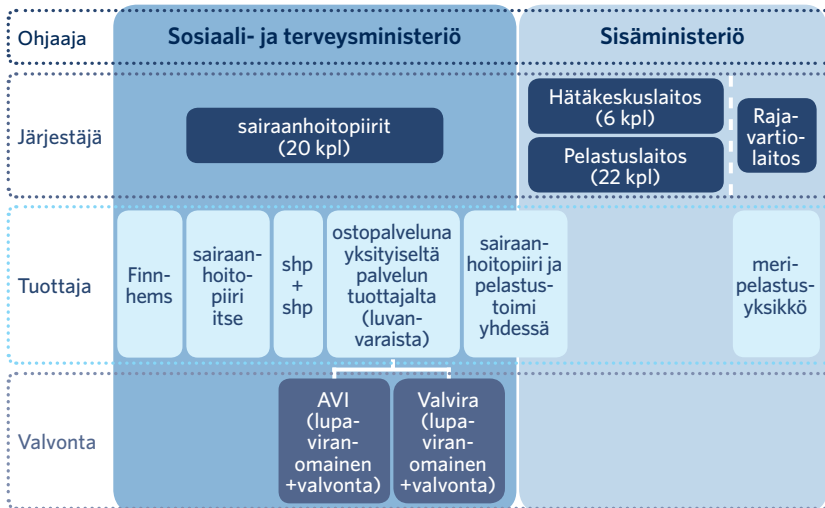 Ohjaaja
Sosiaali- ja terveysministeriö
Sisäministeriö
Järjestäjä
sairaanhoitopiirit
(20 kpl)
Hätäkeskuslaitos
(6 kpl)
Pelastuslaitos
(22 kpl)
Raja-
vartio-
laitos
Tuottaja
Finn-
hems
sairaan-
hoito-
piiri
itse
shp
+
shp
ostopalveluna
yksityiseltä
palvelun
tuottajalta
(luvan-
varaista)
sairaan-
hoitopiiri ja
pelastus-
toimi
yhdessä
meri-
pelastus-
yksikkö
Valvonta
AVI
(lupa-
viran-
omainen
+valvonta)
Valvira
(lupa-
viran-
omainen
+valvonta)